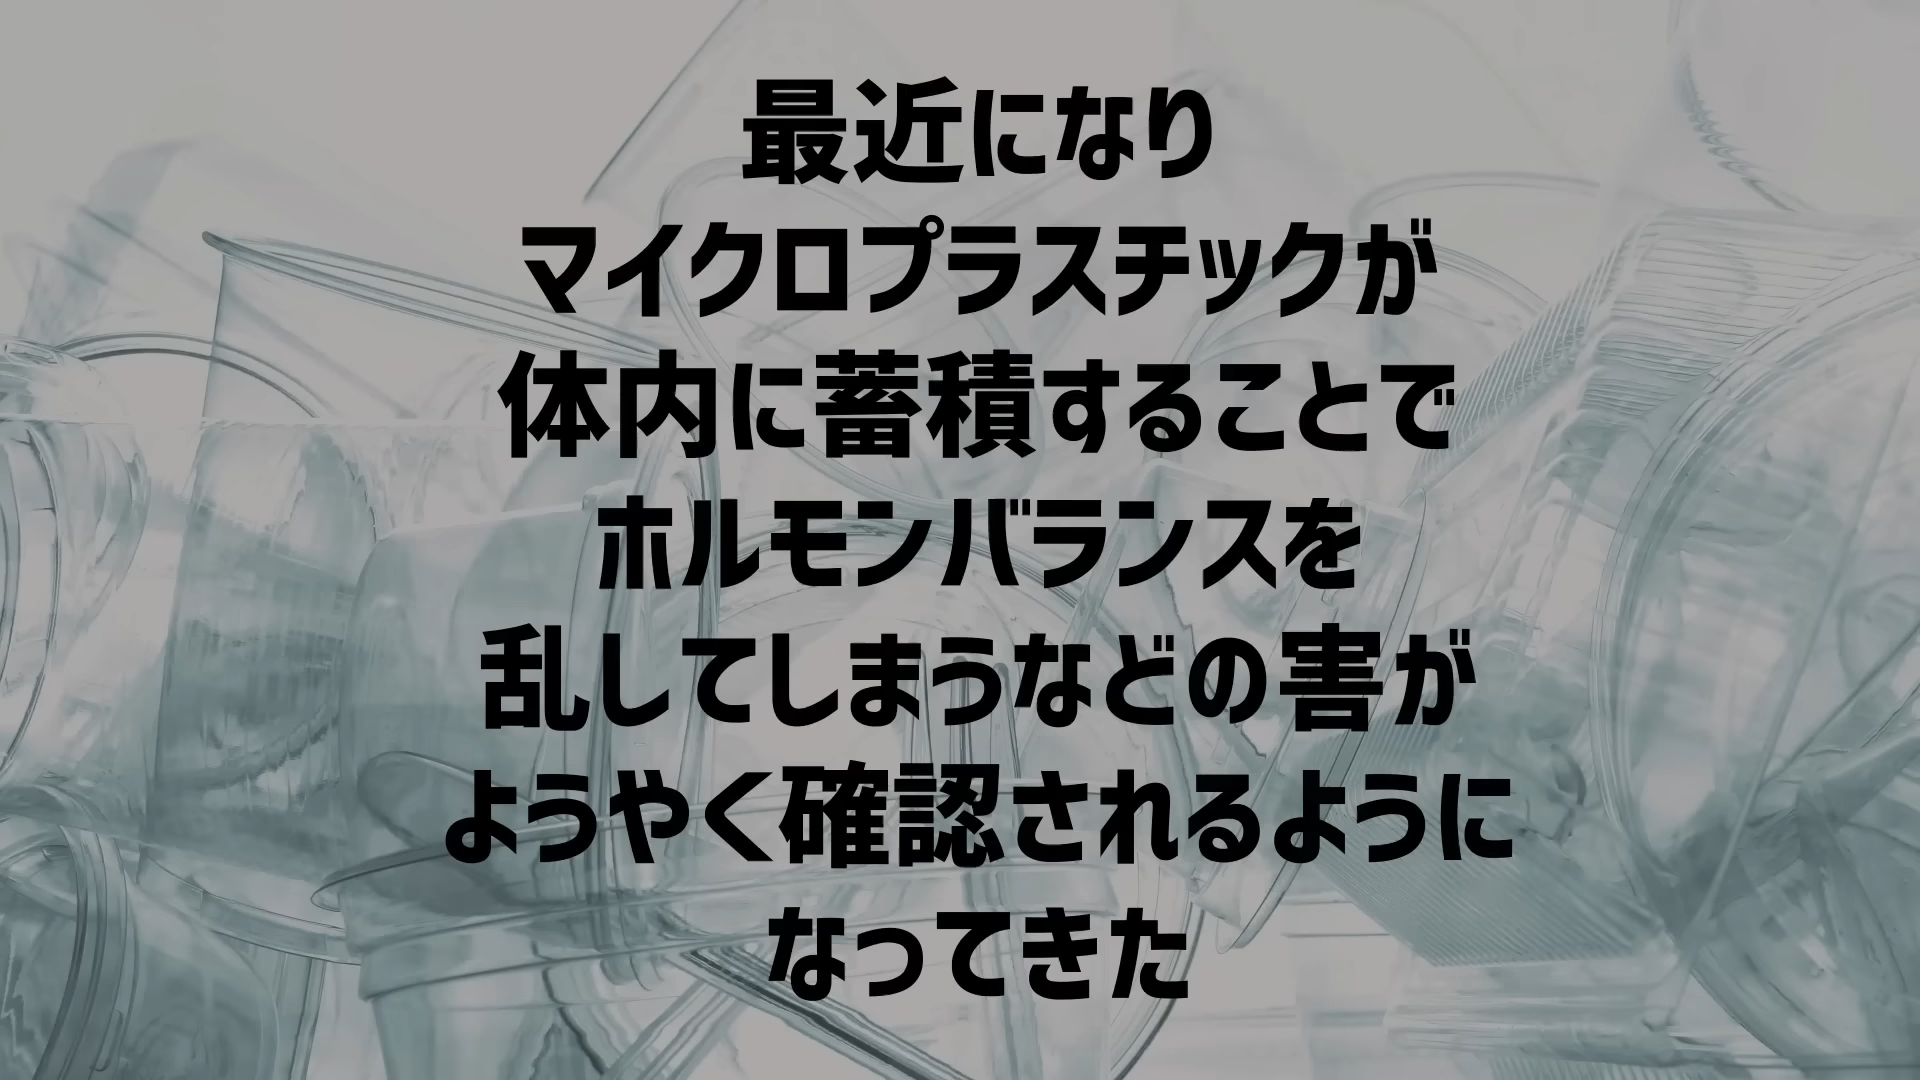 最近になり
マイクロプラスチックが
体内に蓄積することで
ホルモンバランスを
乱してしまうなどの害が
ようやく確認されるように
なってきた